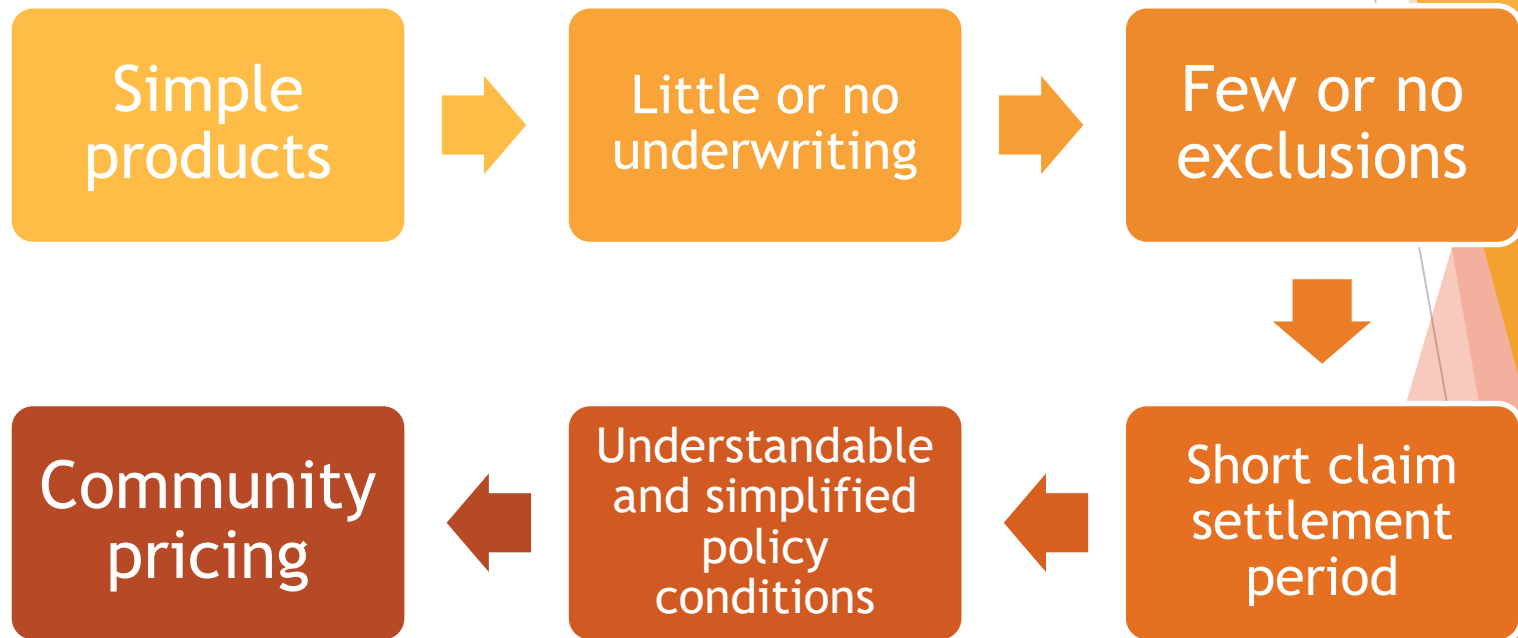 Simple
products
Little or no
underwriting
Few or no
exclusions
Short claim
settlement
period
Understandable
and simplified
policy
conditions
Community
pricing